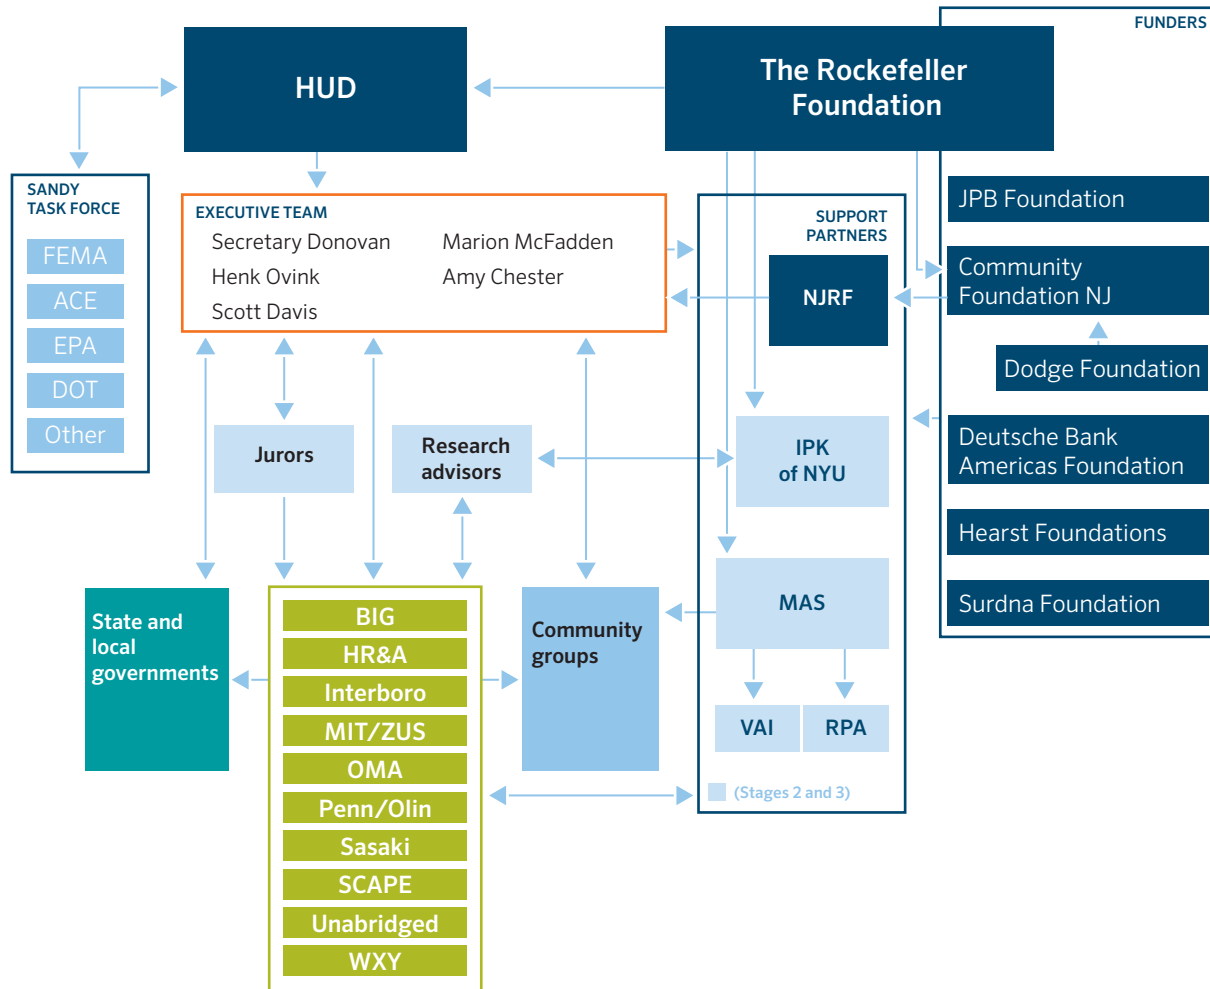 FUNDERS
HUD
The Rockefeller
Foundation
SANDY
TASK FORCE
FEMA
ACE
EPA
DOT
Other
EXECUTIVE TEAM
Secretary Donovan
Henk Ovink
Scott Davis
Marion McFadden
Amy Chester
SUPPORT
PARTNERS
NJRF
JPB Foundation
Community
Foundation NJ
Dodge Foundation
Deutsche Bank
Americas Foundation
Hearst Foundations
Surdna Foundation
Jurors
Research
advisors
IPK
of NYU
MAS
VAI
RPA
(Stages 2 and 3)
State and
local
governments
BIG
HR&A
Interboro
MIT/ZUS
OMA
Penn/Olin
Sasaki
SCAPE
Unabridged
WXY
Community
groups